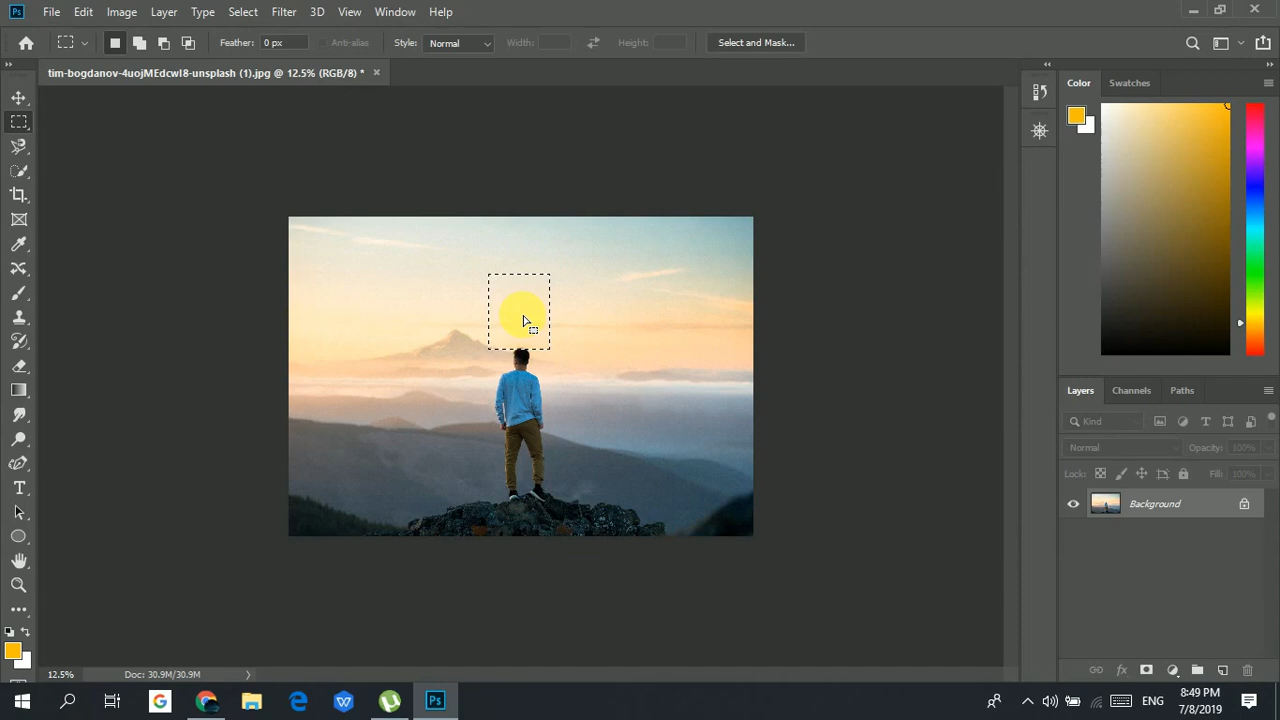 Ps File Edit Image Layer Type Select Filter 3D View Window Help
Feather: 0 px Anti-alias Style: Normal Width: Height: Select and Mask...
tim-bogdanov-4uojMEdcwI8-unsplash (1).jpg @ 12.5% (RGB/8) * ×
Color Swatches
Layers Channels Paths
Kind
Normal Opacity: 100%
Lock: Fill: 100%
Background
12.5% Doc: 30.9M/30.9M
ENG 8:49 PM
7/8/2019